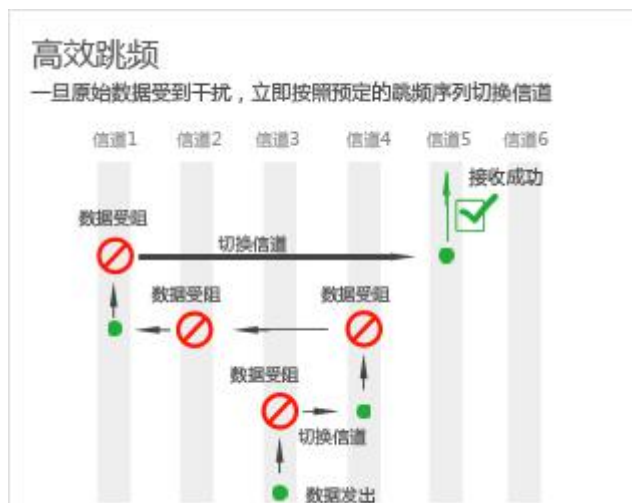 高效跳频
一旦原始数据受到干扰，立即按照预定的跳频序列切换信道
信道1 信道2 信道3 信道4 信道5 信道6
接收成功
数据受阻
切换信道
数据受阻 数据受阻
数据受阻
切换信道
数据发出